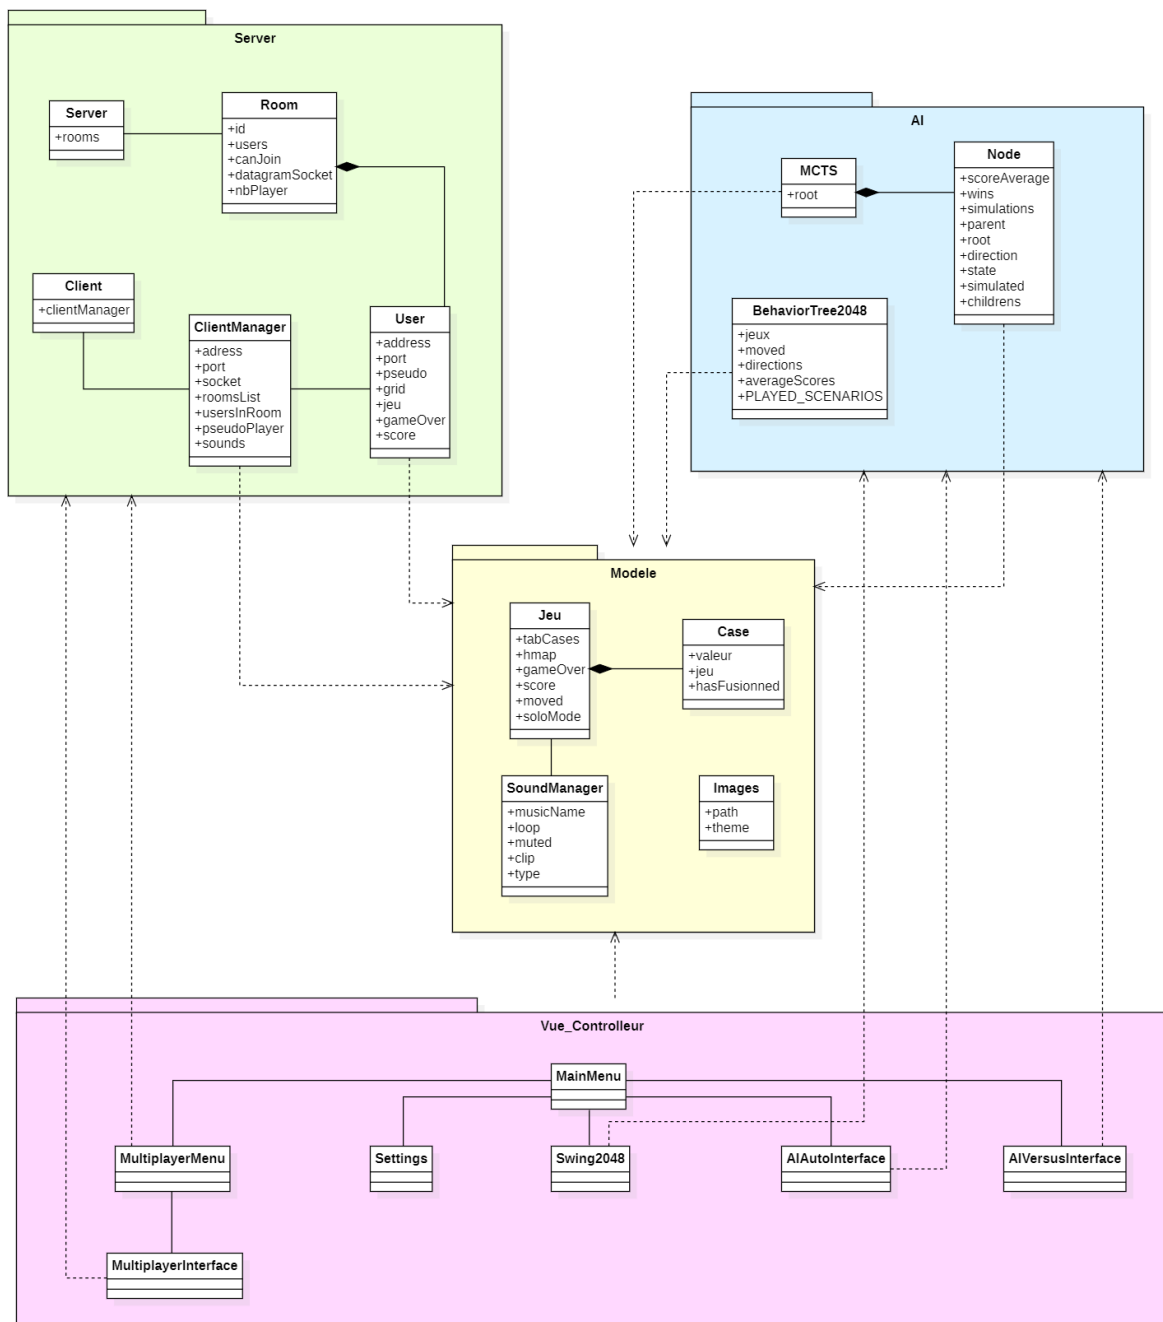 Server
Server
+rooms
Room
+id
+users
+canJoin
+datagramSocket
+nbPlayer
Client
+clientManager
ClientManager
+adress
+port
+socket
+roomsList
+usersInRoom
+pseudoPlayer
+sounds
User
+address
+port
+pseudo
+grid
+jeu
+gameOver
+score
AI
MCTS
+root
Node
+scoreAverage
+wins
+simulations
+parent
+root
+direction
+state
+simulated
+childrens
BehaviorTree2048
+jeux
+moved
+directions
+averageScores
+PLAYED_SCENARIOS
Modele
Jeu
+tabCases
+hmap
+gameOver
+score
+moved
+soloMode
Case
+valeur
+jeu
+hasFusionned
SoundManager
+musicName
+loop
+muted
+clip
+type
Images
+path
+theme
Vue_Controlleur
MainMenu
MultiplayerMenu
Settings
Swing2048
AIAutoInterface
AIVersusInterface
MultiplayerInterface